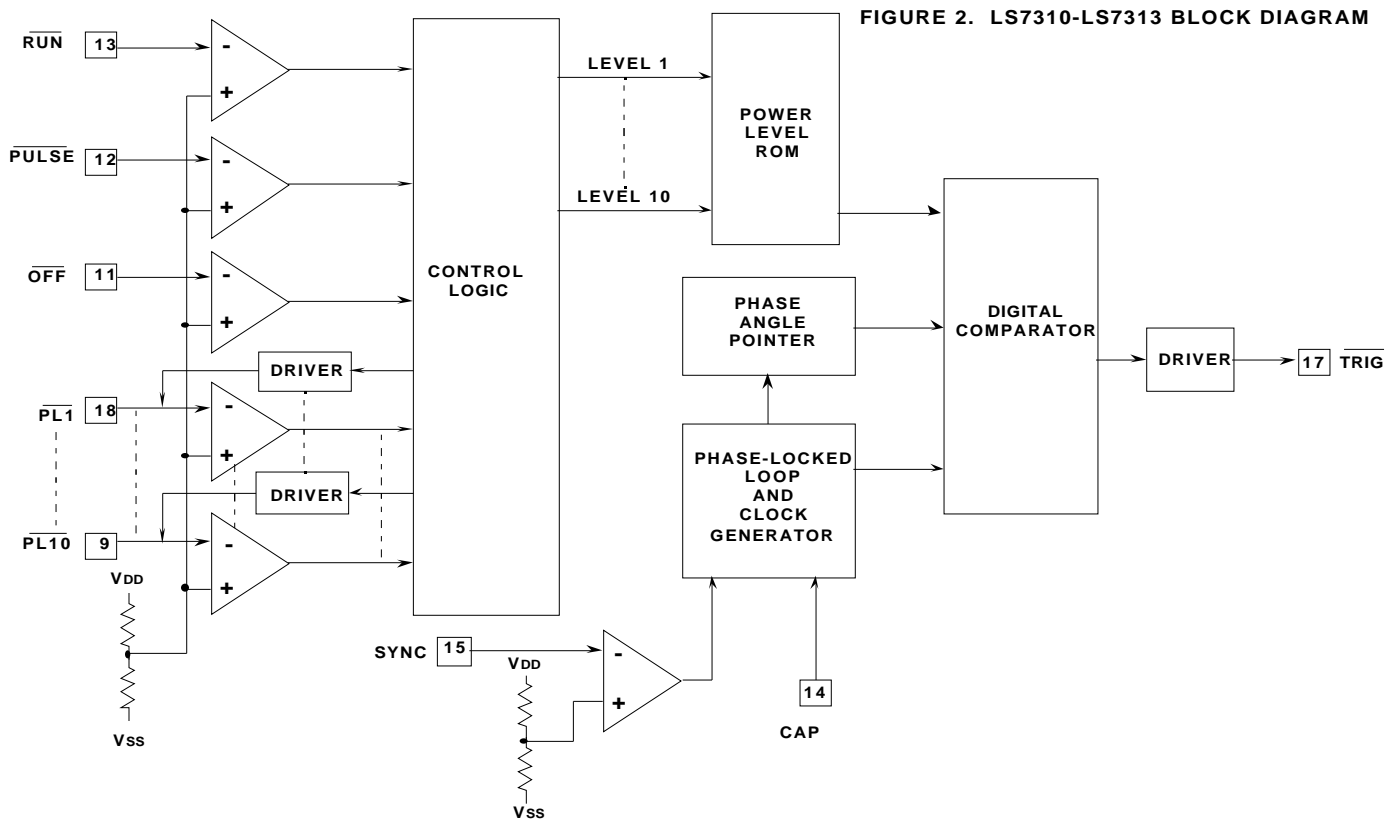 FIGURE 2. LS7310-LS7313 BLOCK DIAGRAM
RUN
13
-
+
PULSE
12
-
+
OFF
11
-
+
PL1
18
-
+
PL10
9
-
+
VDD
VSS
DRIVER
DRIVER
CONTROL
LOGIC
LEVEL 1
LEVEL 10
POWER
LEVEL
ROM
PHASE
ANGLE
POINTER
PHASE-LOCKED
LOOP
AND
CLOCK
GENERATOR
DIGITAL
COMPARATOR
DRIVER
17
TRIG
SYNC
15
-
+
VDD
VSS
14
CAP